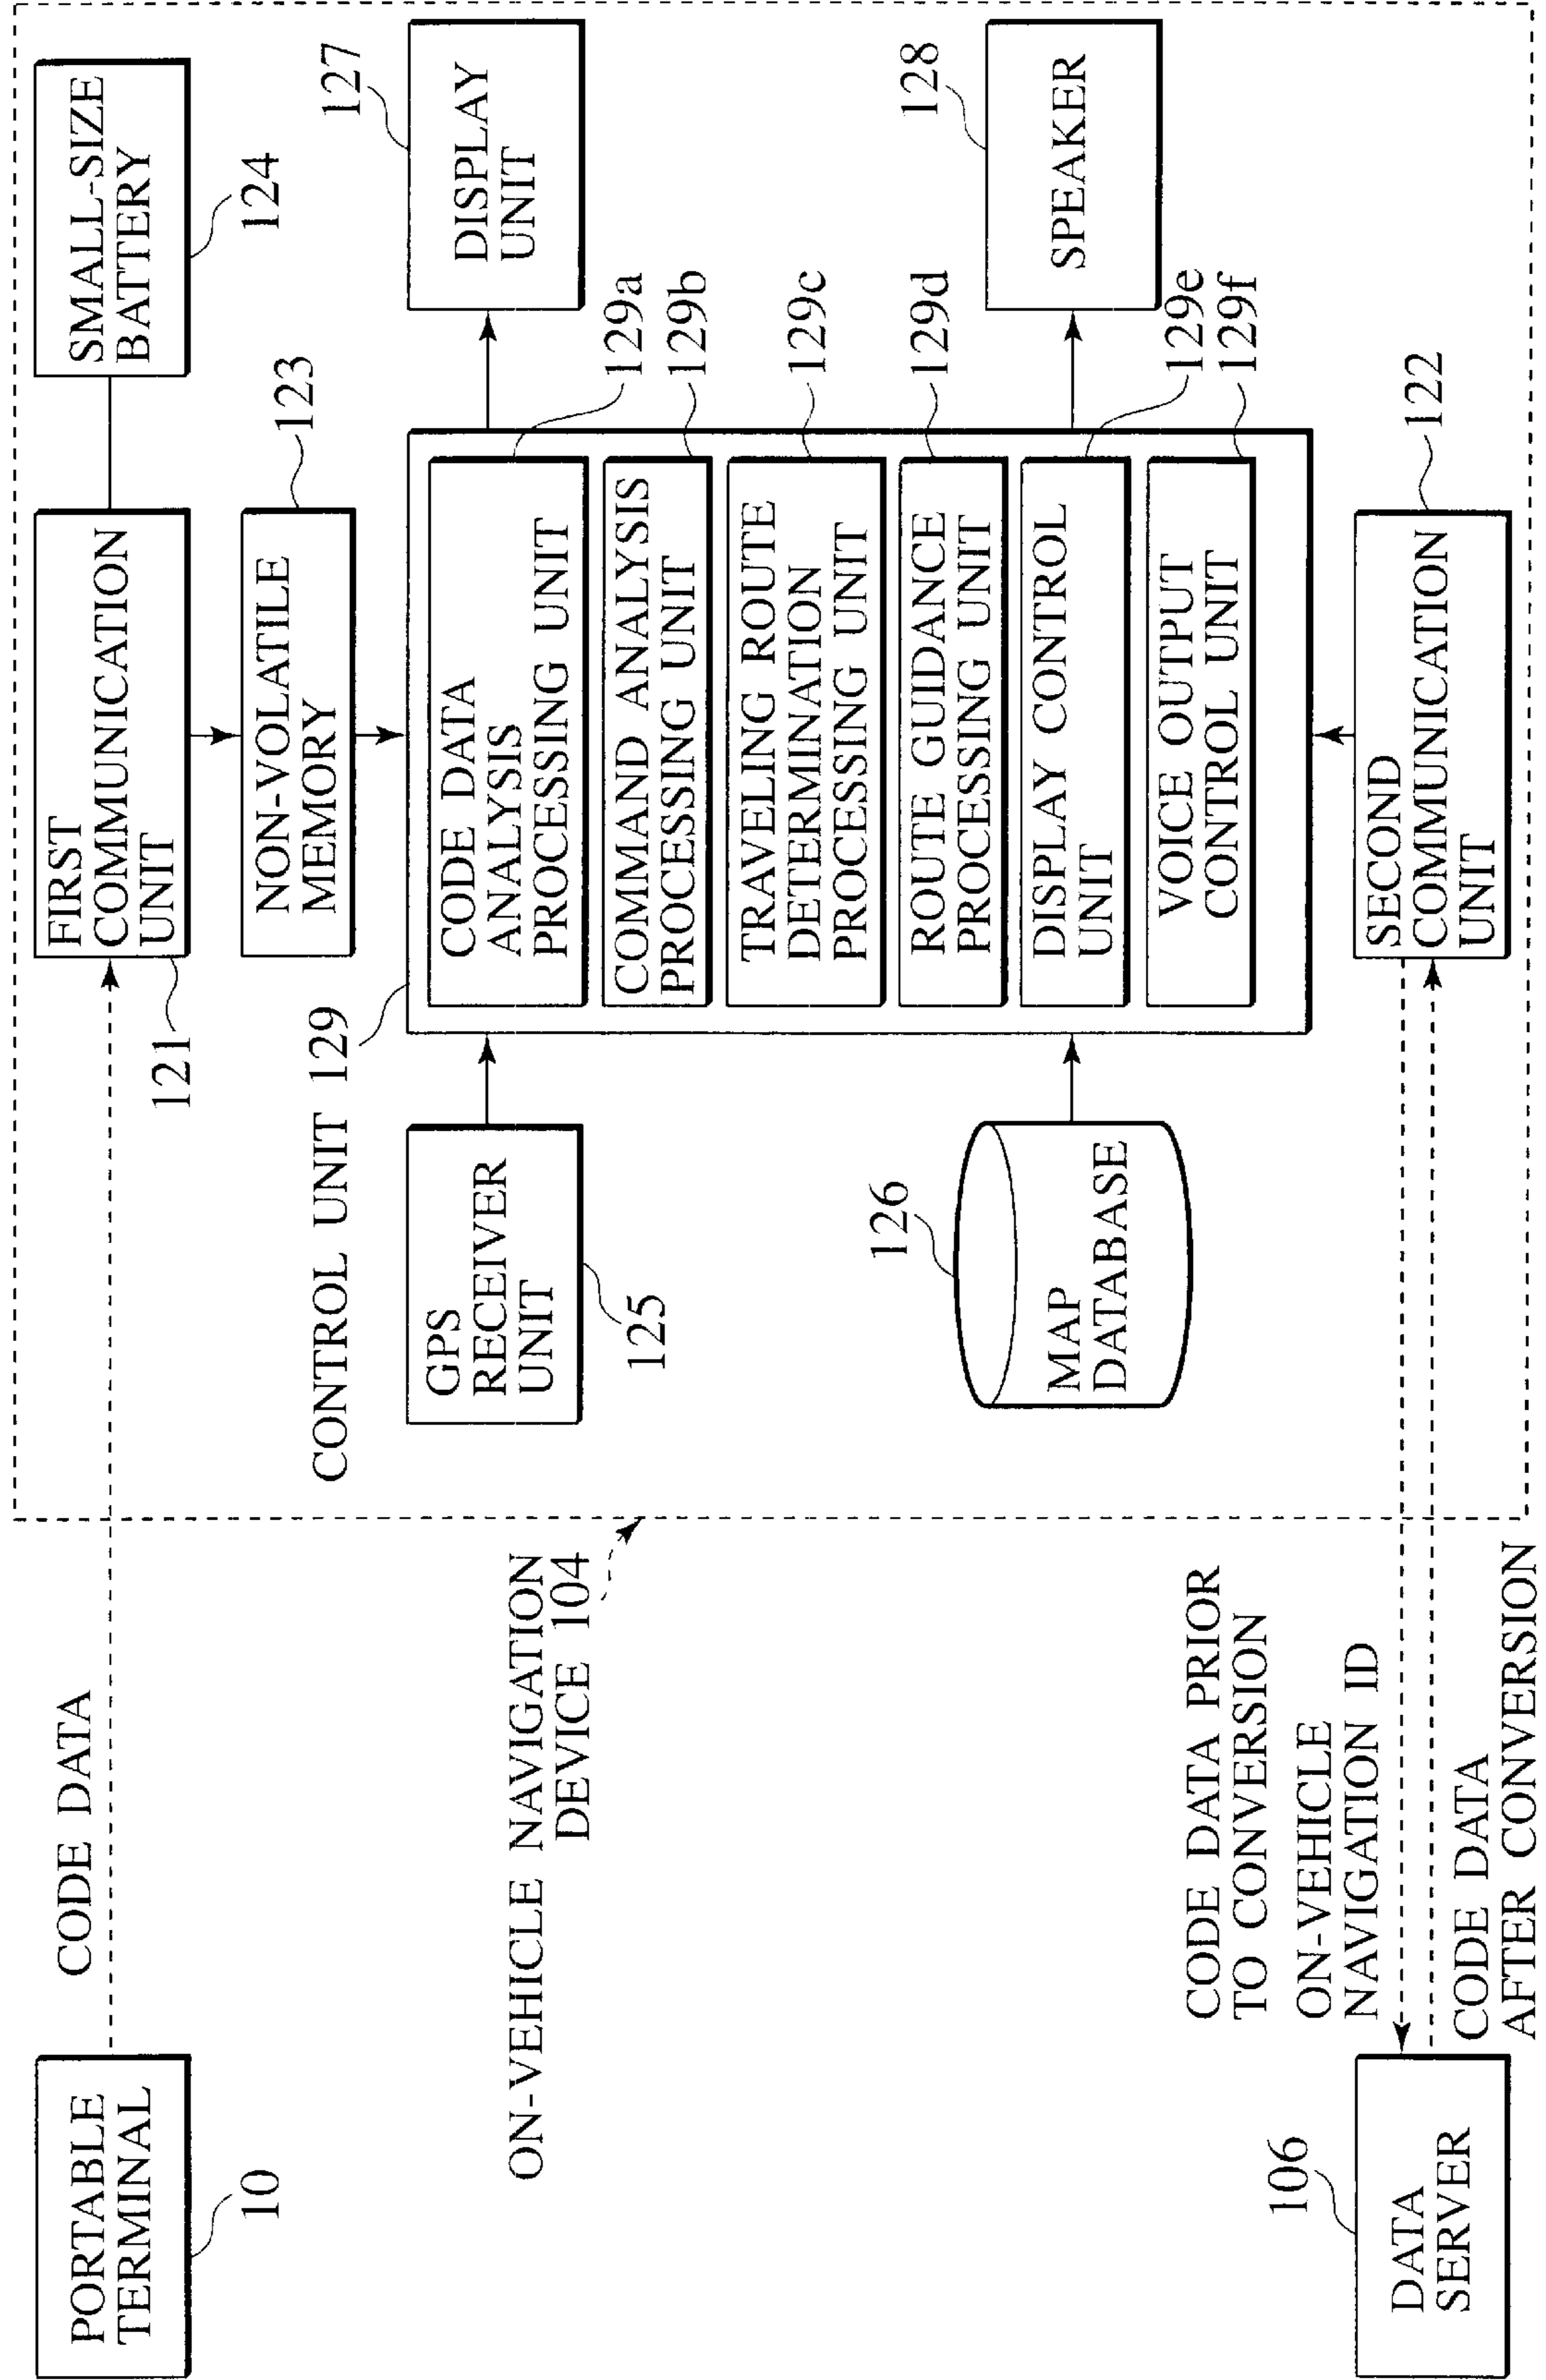 PORTABLE
TERMINAL
10
CODE DATA
121
FIRST
COMMUNICATION
UNIT
SMALL-SIZE
BATTERY
124
NON-VOLATILE
MEMORY
123
CONTROL UNIT 129
GPS
RECEIVER
UNIT
125
CODE DATA
ANALYSIS
PROCESSING UNIT
129a
COMMAND ANALYSIS
PROCESSING UNIT
129b
TRAVELING ROUTE
DETERMINATION
PROCESSING UNIT
129c
ROUTE GUIDANCE
PROCESSING UNIT
129d
DISPLAY CONTROL
UNIT
129e
VOICE OUTPUT
CONTROL UNIT
129f
127
DISPLAY
UNIT
128
SPEAKER
ON-VEHICLE NAVIGATION
DEVICE 104
126
MAP
DATABASE
106
DATA
SERVER
CODE DATA PRIOR
TO CONVERSION
ON-VEHICLE
NAVIGATION ID
CODE DATA
AFTER CONVERSION
SECOND
COMMUNICATION
UNIT
122